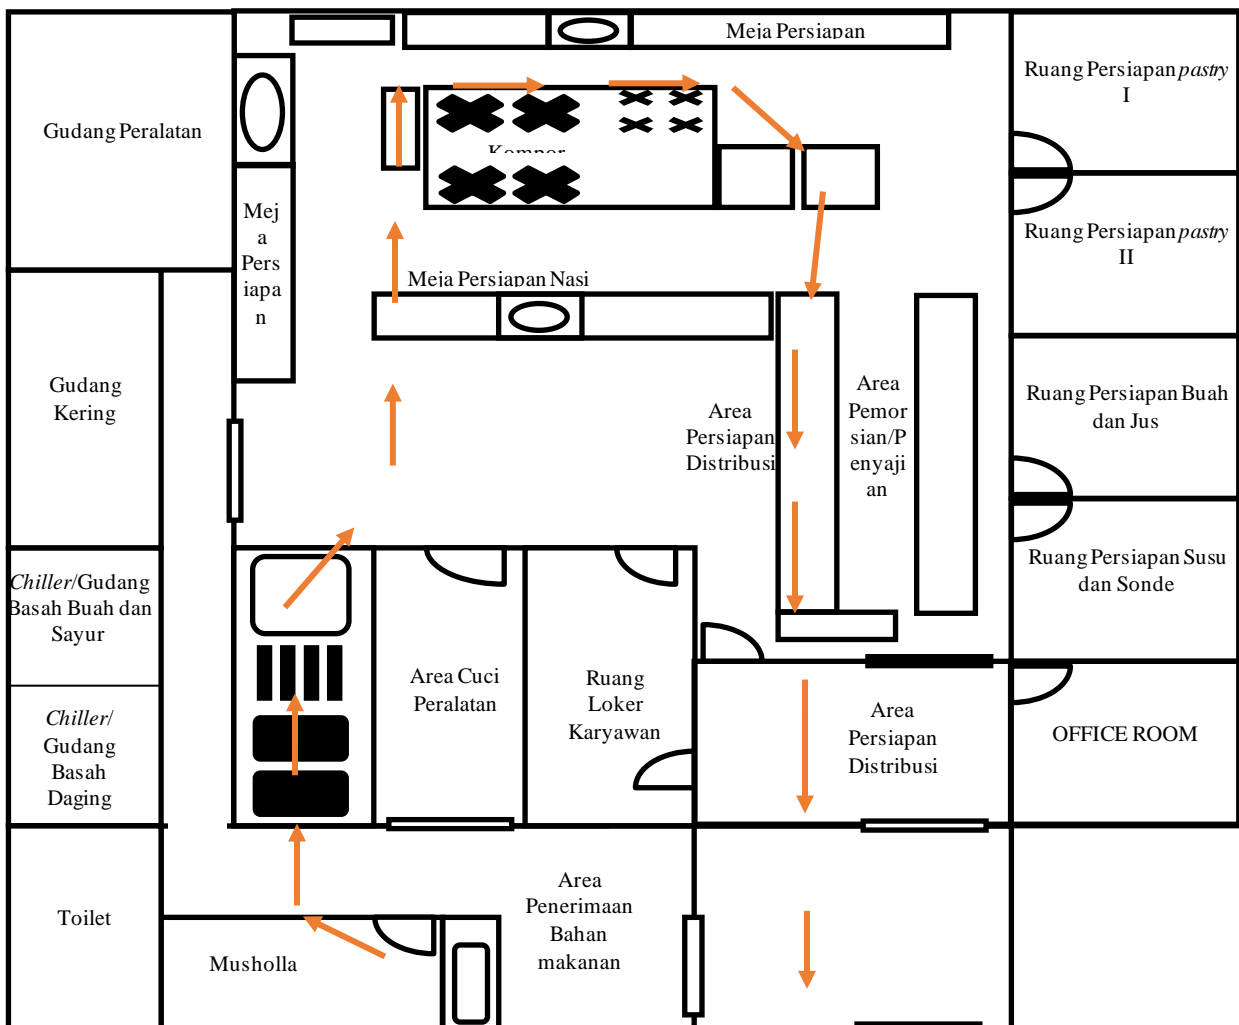 Meja Persiapan
Ruang Persiapan pastry
I
Gudang Peralatan
Kompor
Mej
a
Pers
iapa
n
Ruang Persiapan pastry
II
Meja Persiapan Nasi
Gudang
Kering
Area
Persiapan
Distribusi
Area
Pemor
sian/P
enyaji
an
Ruang Persiapan Buah
dan Jus
Chiller/Gudang
Basah Buah dan
Sayur
Ruang Persiapan Susu
dan Sonde
Chiller/
Gudang
Basah
Daging
Area Cuci
Peralatan
Ruang
Loker
Karyawan
Area
Persiapan
Distribusi
OFFICE ROOM
Toilet
Musholla
Area
Penerimaan
Bahan
makanan